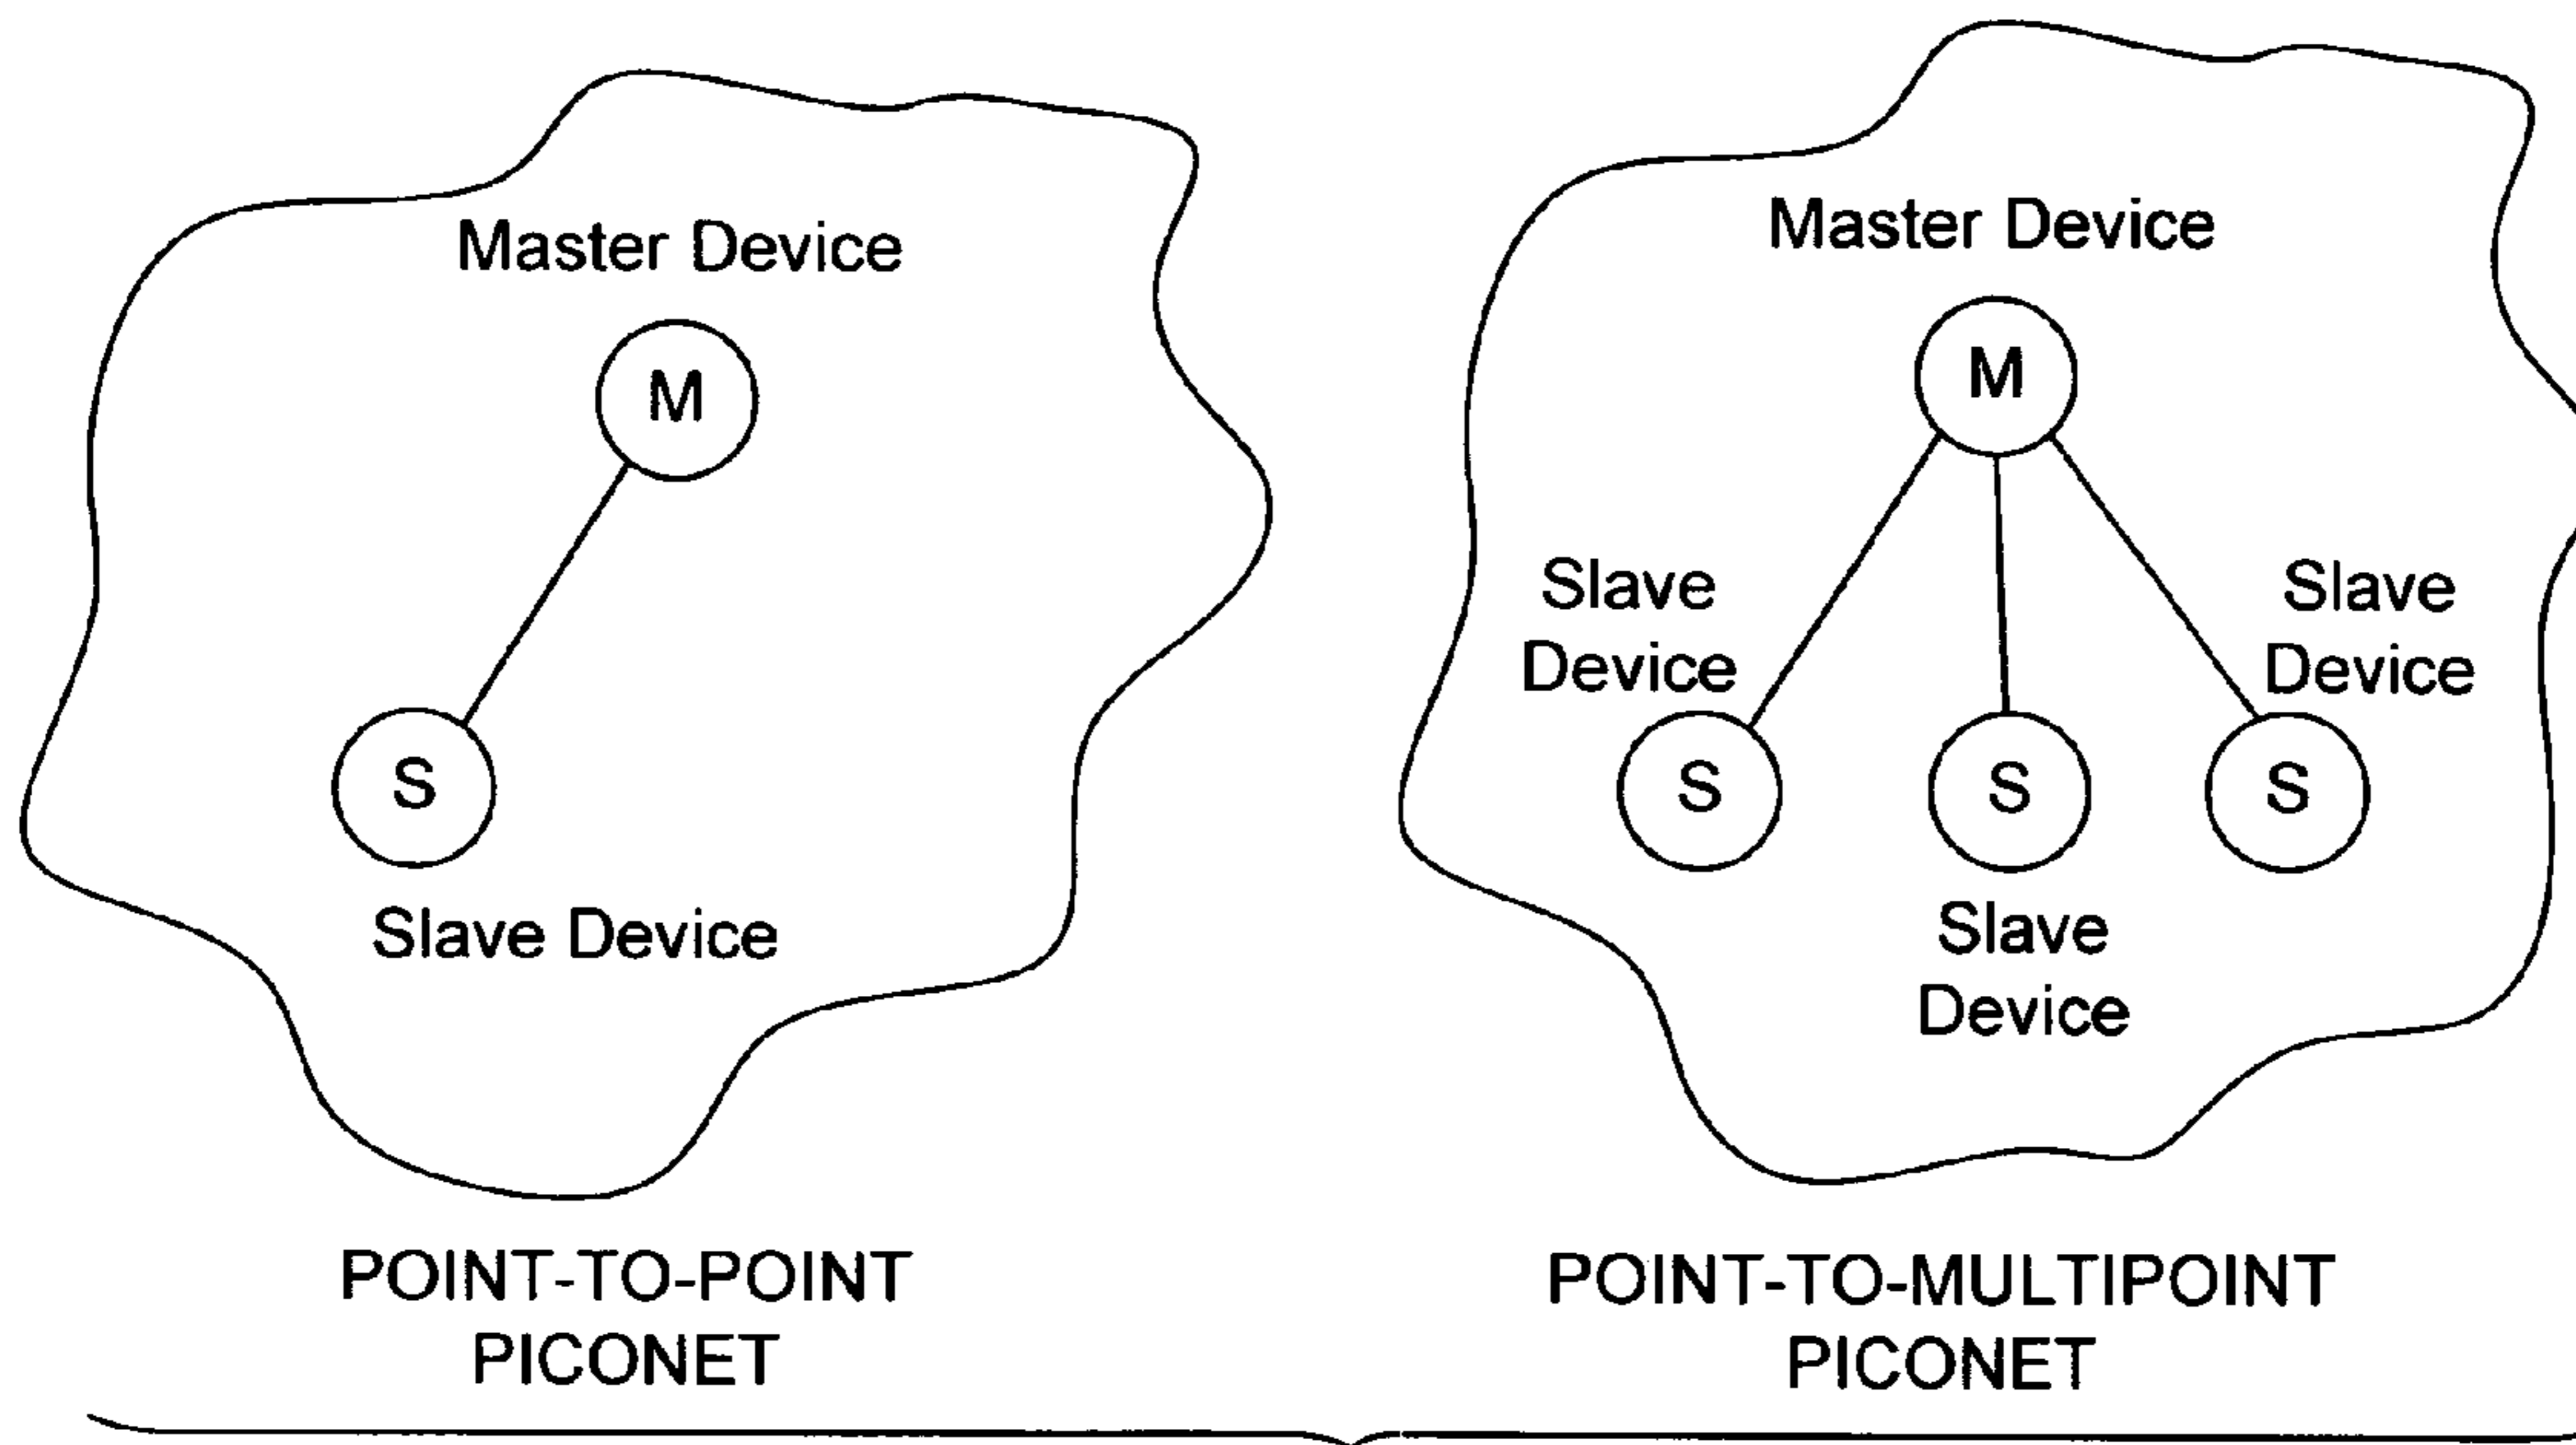 Master Device
M
S
Slave Device
POINT-TO-POINT
PICONET
Master Device
M
Slave
Device
Slave
Device
S
S
S
Slave
Device
POINT-TO-MULTIPOINT
PICONET